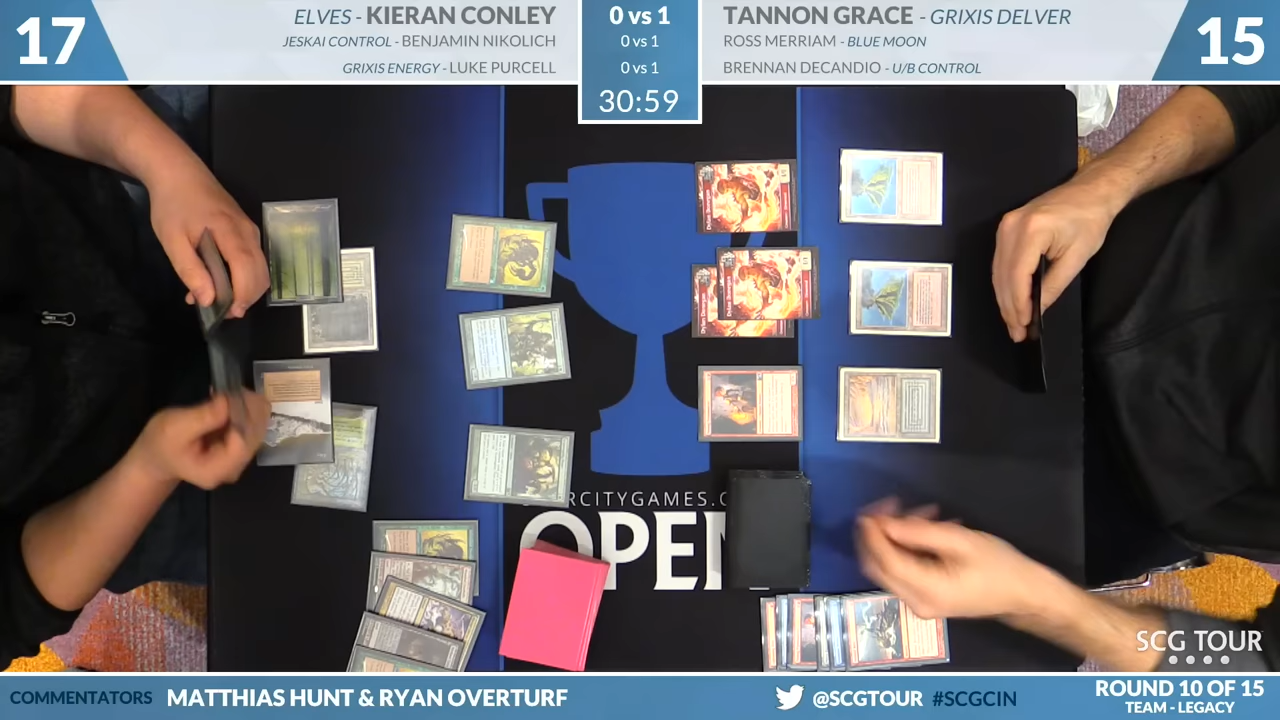 17
ELVES - KIERAN CONLEY
JESKAI CONTROL - BENJAMIN NIKOLICH
GRIXIS ENERGY - LUKE PURCELL
0 vs 1
0 vs 1
0 vs 1
30:59
TANNON GRACE - GRIXIS DELVER
ROSS MERRIAM - BLUE MOON
BRENNAN DECANDIO - U/B CONTROL
15
RCITYGAMES.C
OPEN
SCG TOUR
COMMENTATORS MATTHIAS HUNT & RYAN OVERTURF
@SCGTOUR #SCGCIN
ROUND 10 OF 15
TEAM - LEGACY